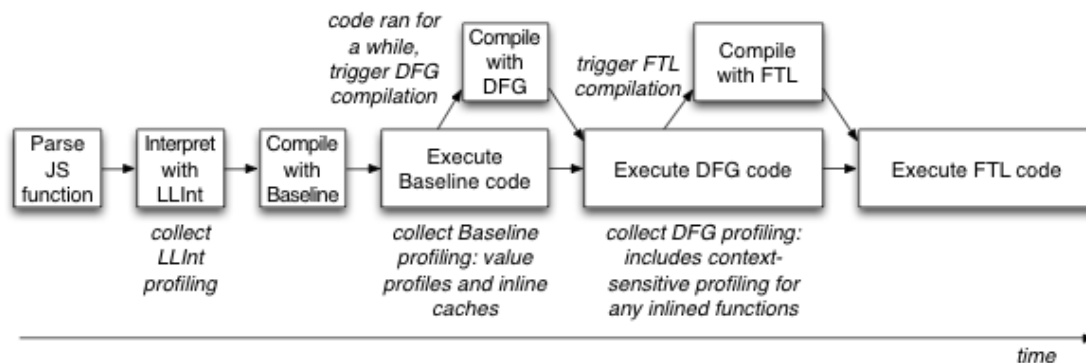 code ran for
a while,
trigger DFG
compilation
Compile
with
DFG
trigger FTL
compilation
Compile
with FTL
Parse
JS
function
Interpret
with
LLInt
Compile
with
Baseline
Execute
Baseline code
Execute DFG code
Execute FTL code
collect
LLInt
profiling
collect Baseline
profiling: value
profiles and inline
caches
collect DFG profiling:
includes context-
sensitive profiling for
any inlined functions
time